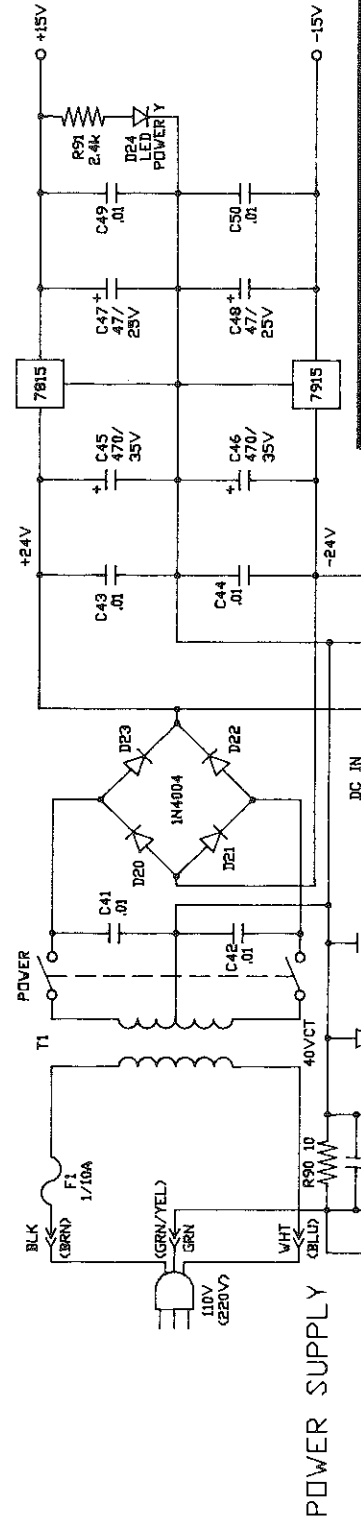 POWER SUPPLY
110V
(220V)
BLK
(BRN)
(GRN/YEL)
GRN
WHT
(BLU)
F1
1/10A
T1
40VCT
R90 10
POWER
C41
.01
C42
.01
D20
D23
1N4004
D21
D22
DC IN
+24V
-24V
C43
.01
C44
.01
C45
470/
35V
+
C46
470/
35V
+
7815
7915
C47
47/
25V
+
C48
47/
25V
+
C49
.01
C50
.01
R91
2.4k
D24
LED
POWER Y
+15V
-15V